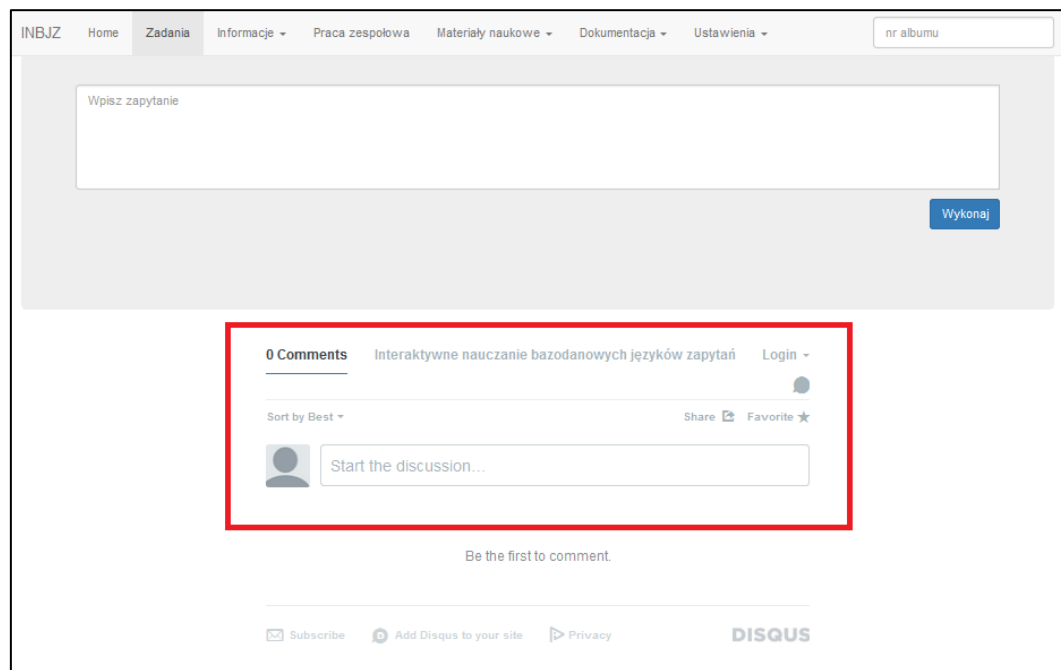 INBJZ Home Zadania Informacje Praca zespołowa Materiały naukowe Dokumentacja Ustawienia nr albumu
Wpisz zapytanie
Wykonaj
0 Comments Interaktywne nauczanie bazodanowych języków zapytań Login
Sort by Best Share Favorite
Start the discussion...
Be the first to comment.
Subscribe Add Disqus to your site Privacy DISQUS